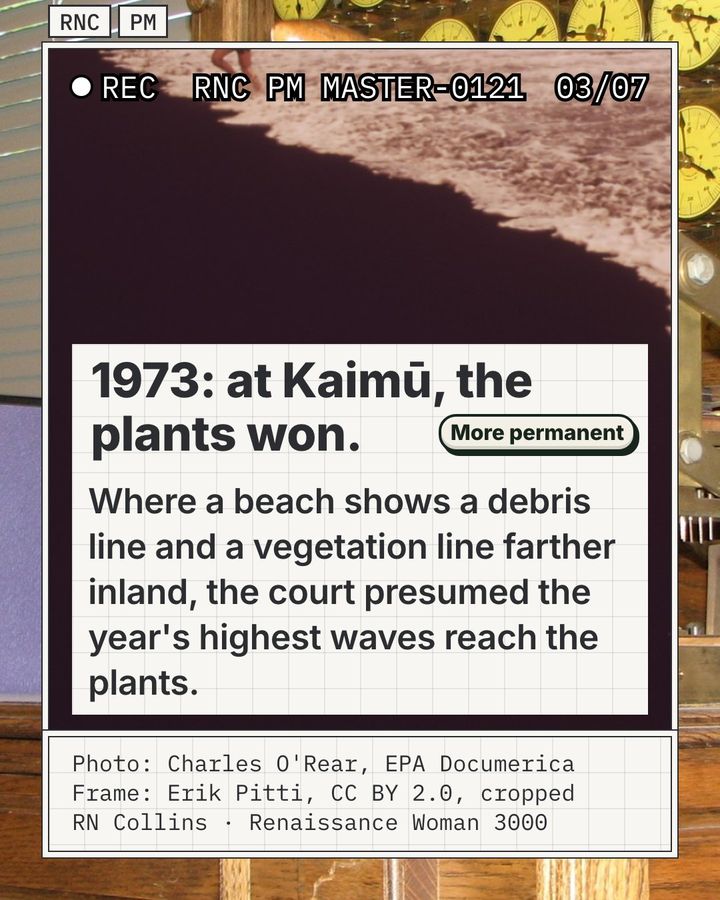 RNC PM
REC RNC PM MASTER-0121 03/07
1973: at Kaimū, the
plants won.
More permanent
Where a beach shows a debris
line and a vegetation line farther
inland, the court presumed the
year's highest waves reach the
plants.
Photo: Charles O'Rear, EPA Documerica
Frame: Erik Pitti, CC BY 2.0, cropped
RN Collins · Renaissance Woman 3000